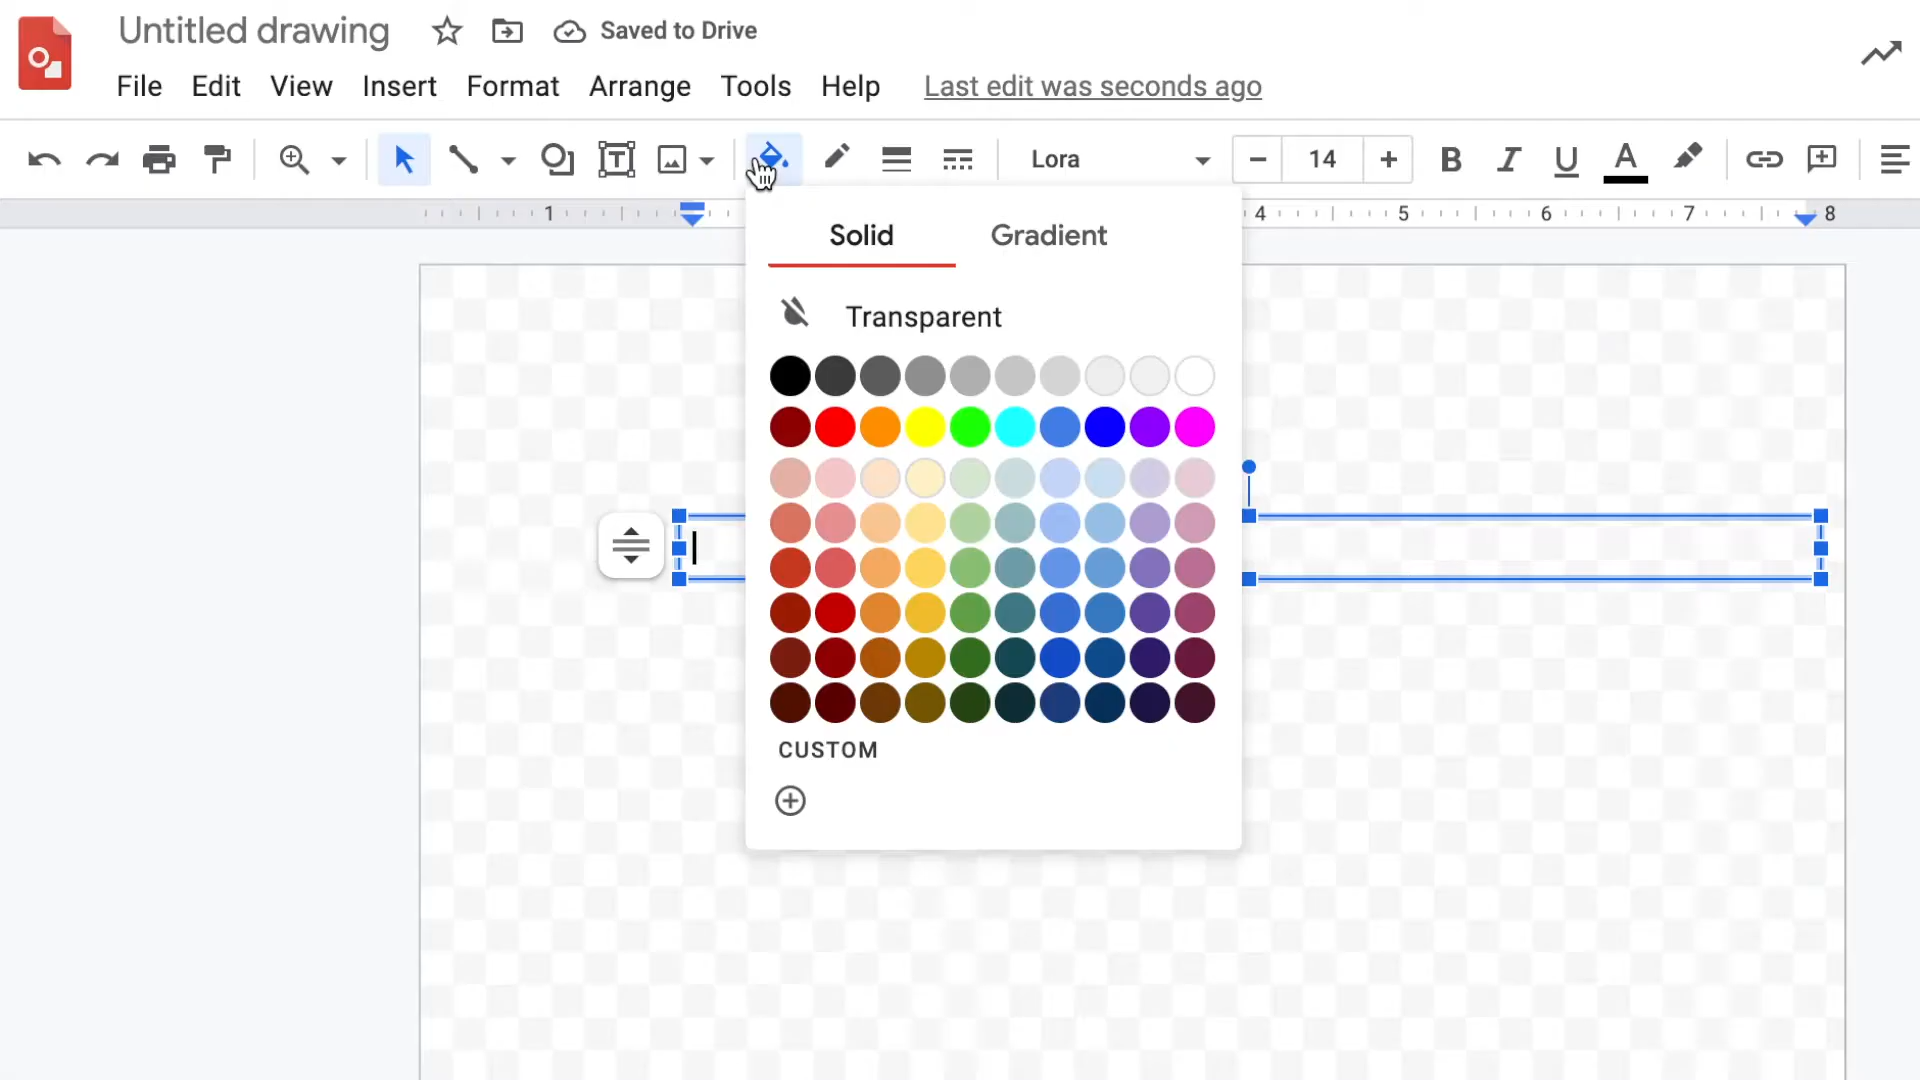 Untitled drawing Saved to Drive
File Edit View Insert Format Arrange Tools Help Last edit was seconds ago
Lora 14 B I U A
1 4 5 6 7 8
Solid Gradient
Transparent
CUSTOM